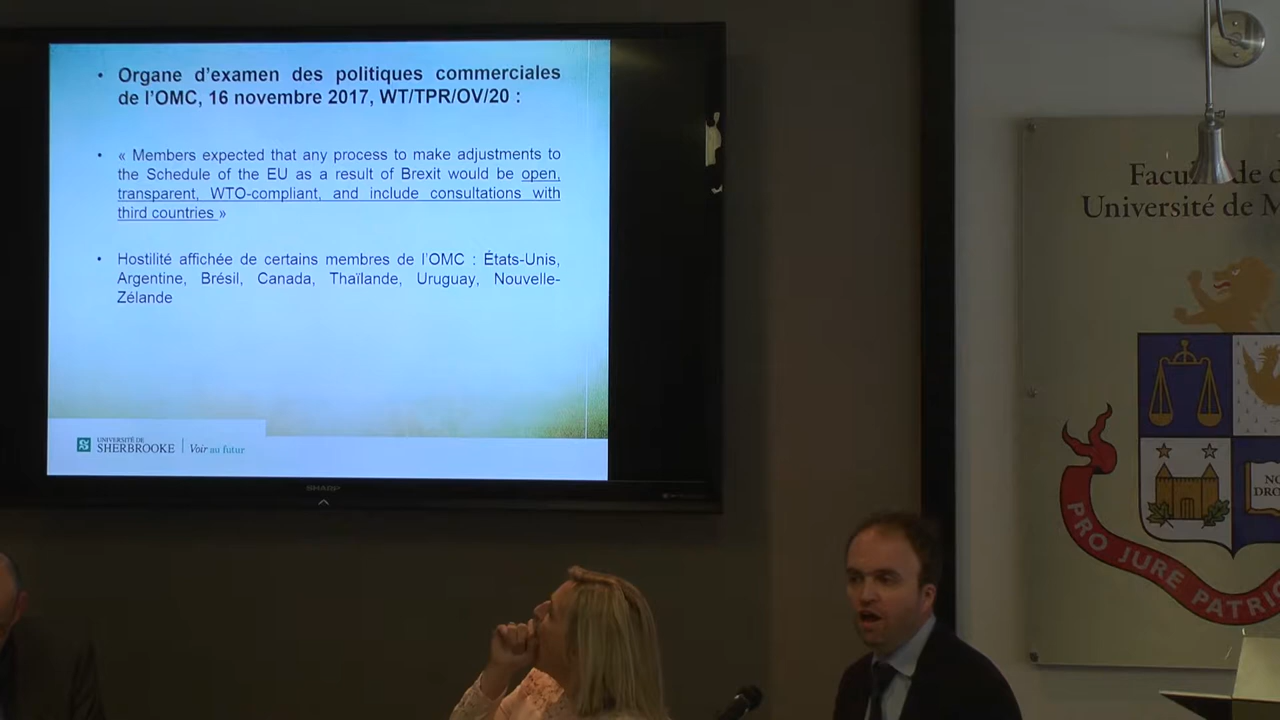 • Organe d'examen des politiques commerciales
de l'OMC, 16 novembre 2017, WT/TPR/OV/20 :
• « Members expected that any process to make adjustments to
the Schedule of the EU as a result of Brexit would be open,
transparent, WTO-compliant, and include consultations with
third countries »
• Hostilité affichée de certains membres de l'OMC : États-Unis,
Argentine, Brésil, Canada, Thaïlande, Uruguay, Nouvelle-
Zélande
UNIVERSITÉ DE
SHERBROOKE
Voir au futur
SHARP
Université de M
PRO JURE PATRI